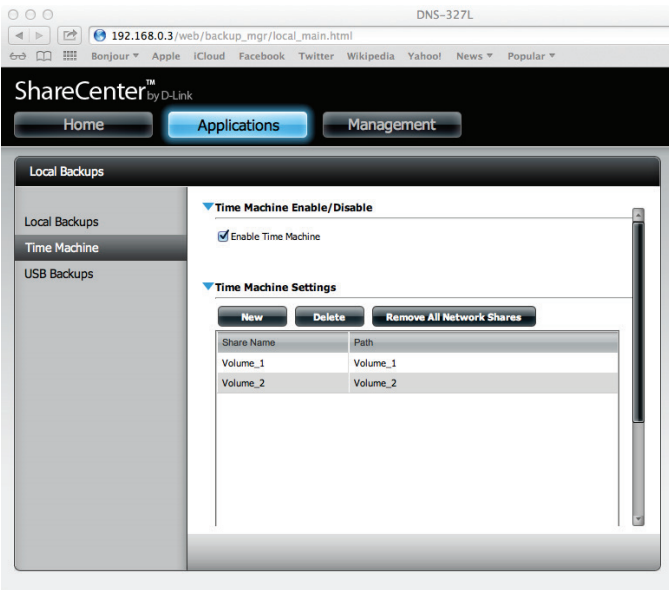 DNS-327L
192.168.0.3/web/backup_mgr/local_main.html
Bonjour Apple iCloud Facebook Twitter Wikipedia Yahoo! News Popular
ShareCenter™ by D-Link
Home Applications Management
Local Backups
Local Backups
Time Machine
USB Backups
Time Machine Enable/Disable
Enable Time Machine
Time Machine Settings
New Delete Remove All Network Shares
Share Name Path
Volume_1 Volume_1
Volume_2 Volume_2